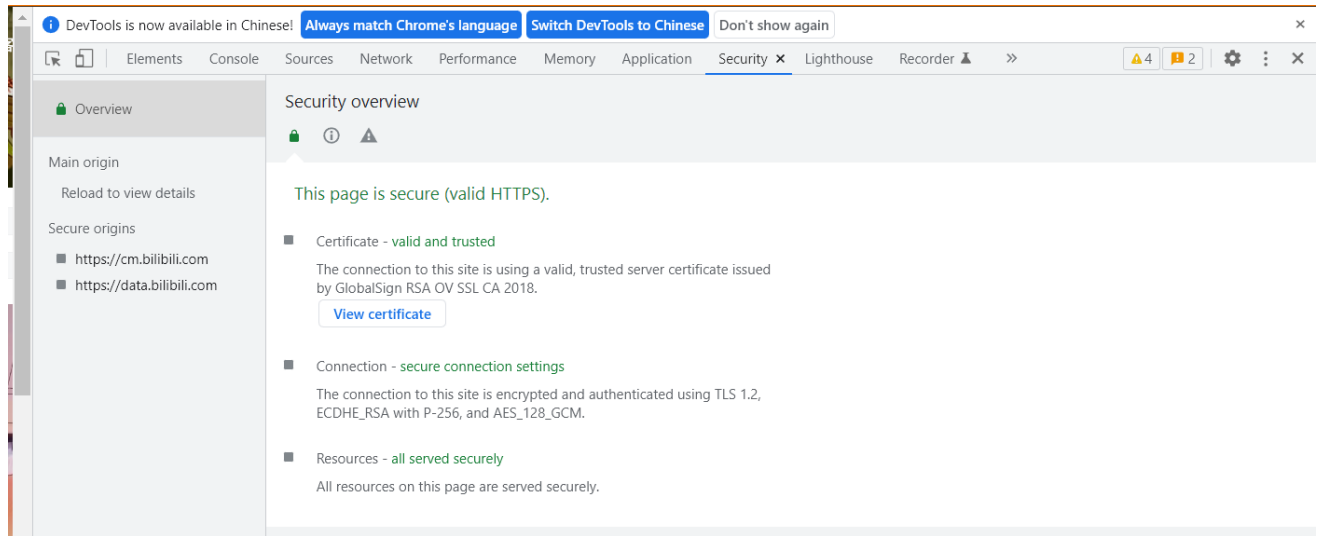 DevTools is now available in Chinese! Always match Chrome's language Switch DevTools to Chinese Don't show again
Elements Console Sources Network Performance Memory Application Security Lighthouse Recorder 4 2
Overview
Main origin
Reload to view details
Secure origins
https://cm.bilibili.com
https://data.bilibili.com
Security overview
This page is secure (valid HTTPS).
Certificate - valid and trusted
The connection to this site is using a valid, trusted server certificate issued
by GlobalSign RSA OV SSL CA 2018.
View certificate
Connection - secure connection settings
The connection to this site is encrypted and authenticated using TLS 1.2,
ECDHE_RSA with P-256, and AES_128_GCM.
Resources - all served securely
All resources on this page are served securely.